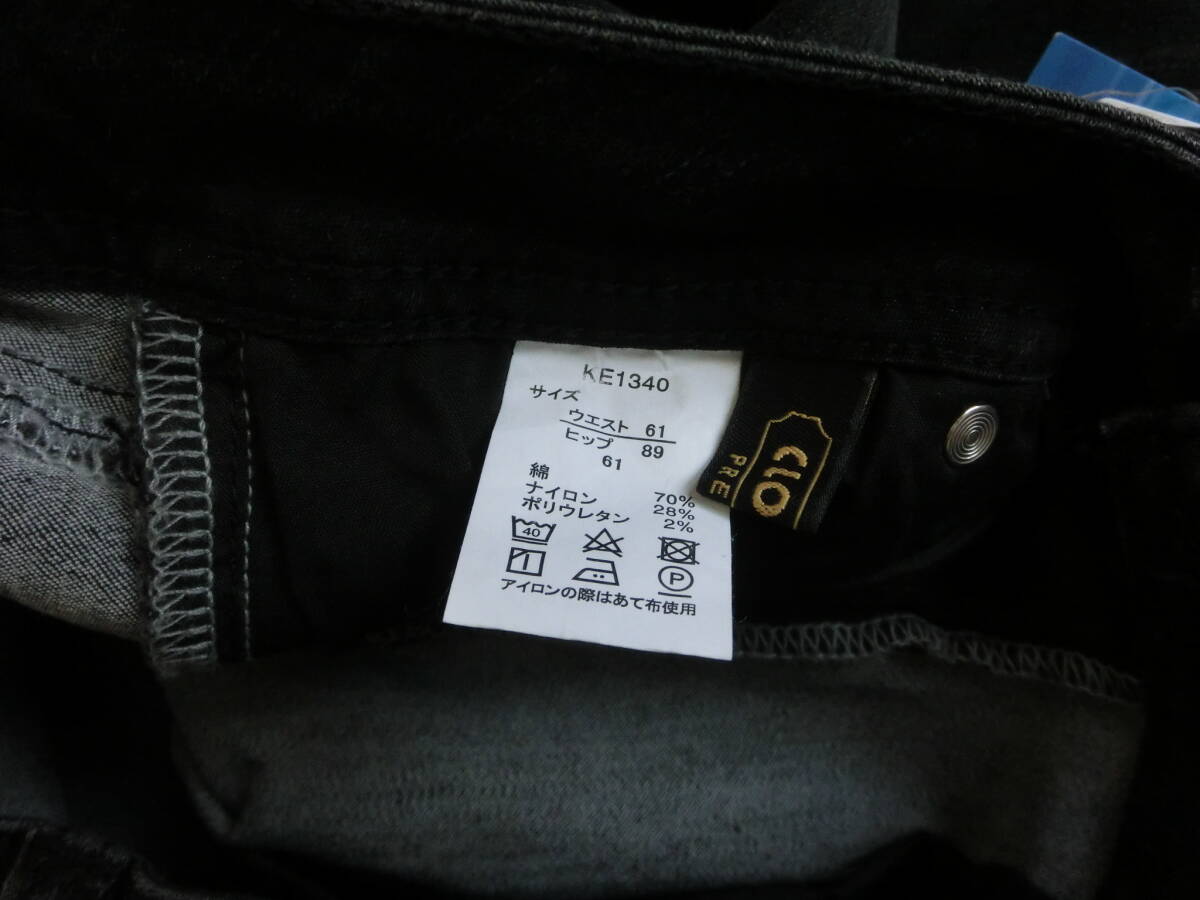 KE1340
サイズ
ウエスト 61
ヒップ 89
61
綿 70%
ナイロン 28%
ポリウレタン 2%
40
P
アイロンの際はあて布使用
CIO
PRE